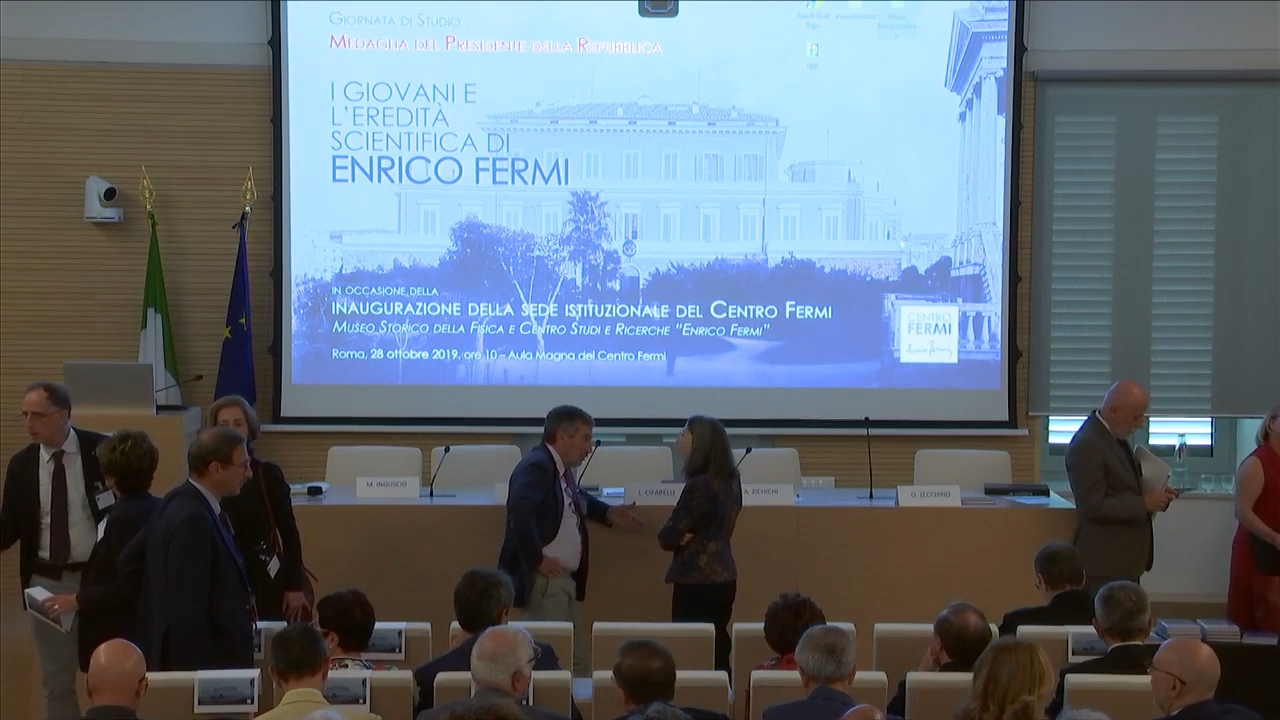 Giornata di Studio
Medaglia del Presidente della Repubblica
I GIOVANI E
L'EREDITÀ
SCIENTIFICA DI
ENRICO FERMI
IN OCCASIONE DELLA
INAUGURAZIONE DELLA SEDE ISTITUZIONALE DEL CENTRO FERMI
MUSEO STORICO DELLA FISICA E CENTRO STUDI E RICERCHE "ENRICO FERMI"
Roma, 28 ottobre 2019, ore 10 – Aula Magna del Centro Fermi
CENTRO
FERMI
M. INGUSCIO
L. CIFARELLI
A. ZICHICHI
O. ZECCHINO